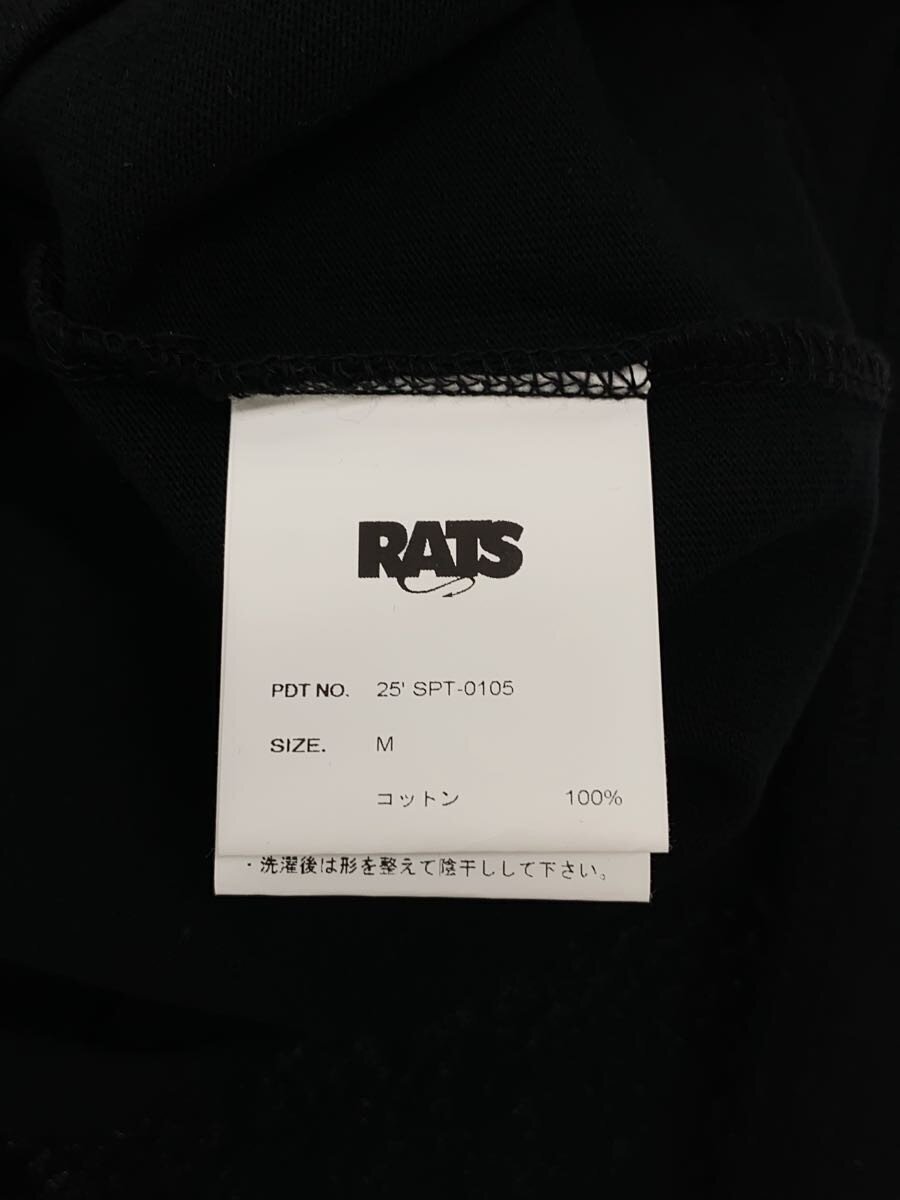 RATS
PDT NO. 25' SPT-0105
SIZE. M
コットン 100%
・洗濯後は形を整えて陰干しして下さい。